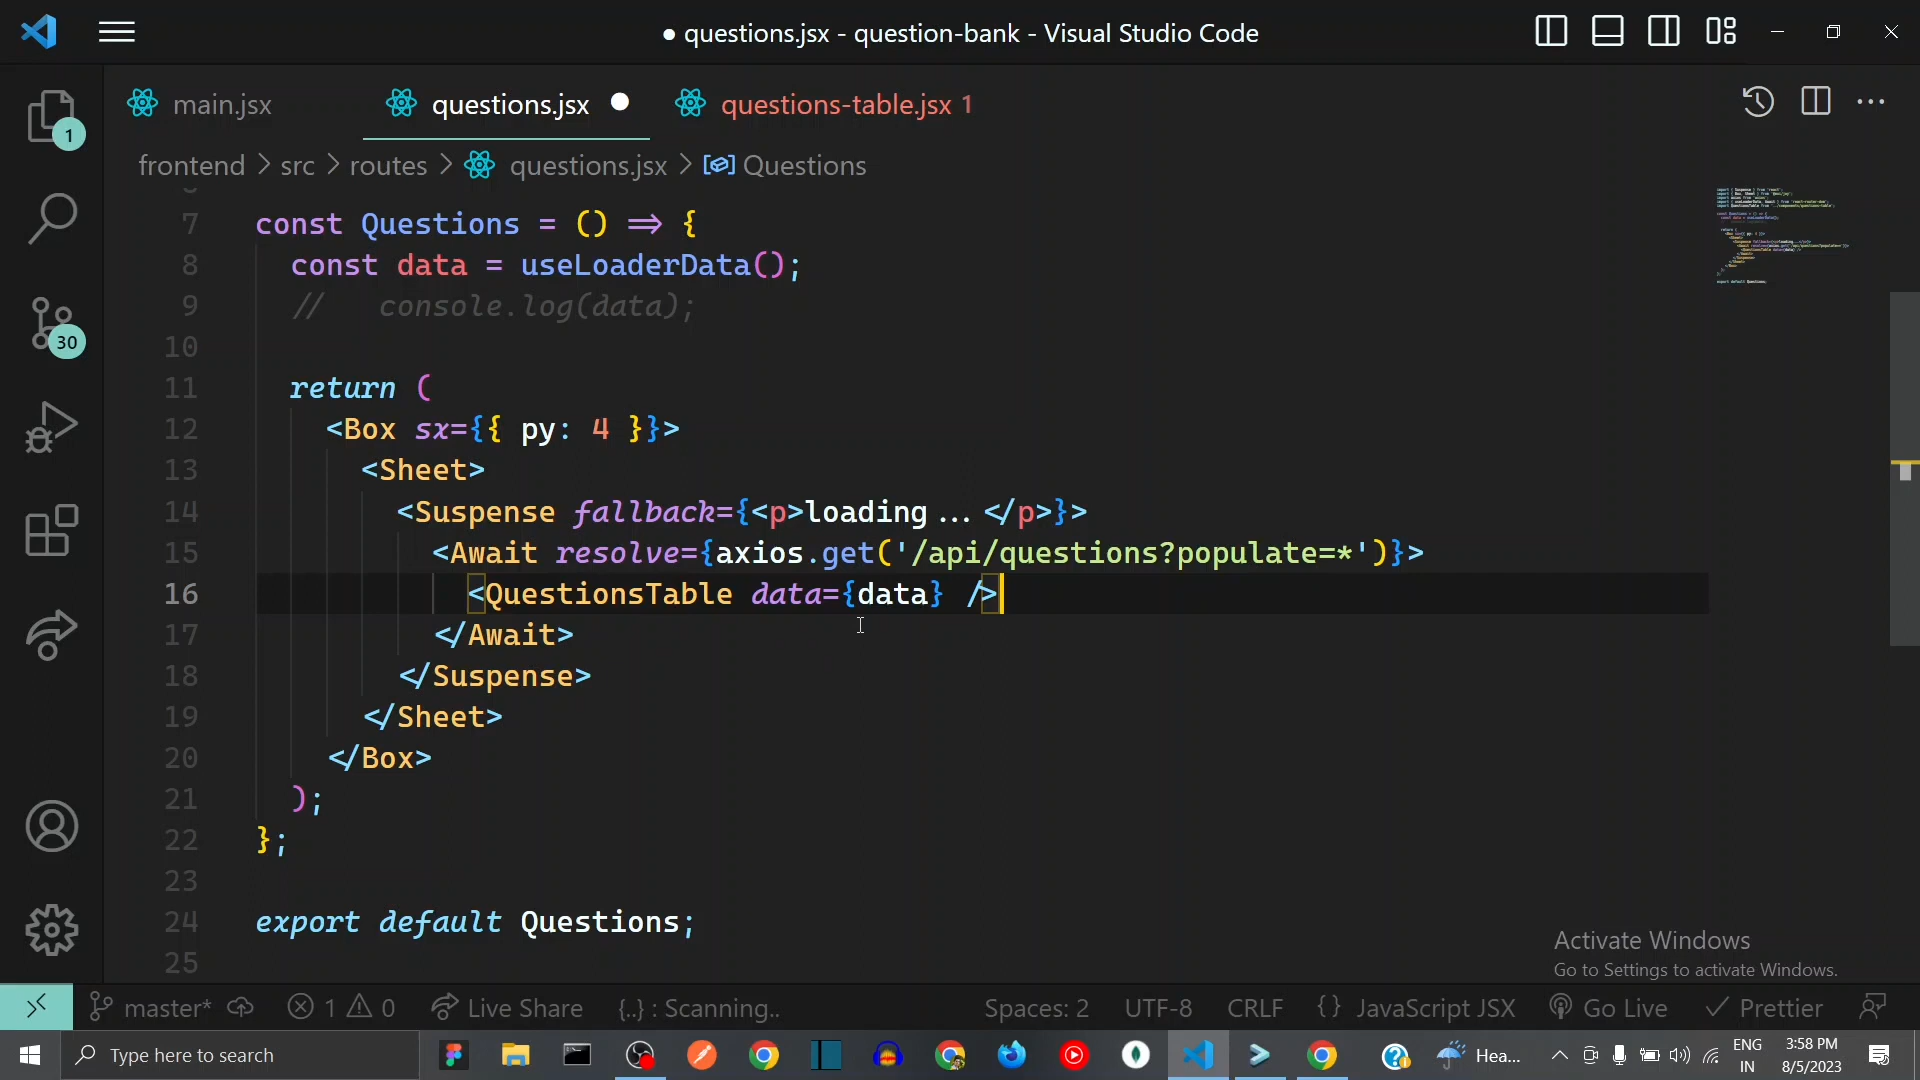 ● questions.jsx - question-bank - Visual Studio Code
main.jsx
questions.jsx ●
questions-table.jsx 1
frontend > src > routes > questions.jsx > Questions
7 const Questions = () => {
8 const data = useLoaderData();
9 // console.log(data);
10
11 return (
12 <Box sx={{ py: 4 }}>
13 <Sheet>
14 <Suspense fallback={<p>loading...</p>}>
15 <Await resolve={axios.get('/api/questions?populate=*')}>
16 <QuestionsTable data={data} />
17 </Await>
18 </Suspense>
19 </Sheet>
20 </Box>
21 );
22 };
23
24 export default Questions;
25
1
30
Activate Windows
Go to Settings to activate Windows.
master* 1 0 Live Share {..} : Scanning.. Spaces: 2 UTF-8 CRLF {} JavaScript JSX Go Live Prettier
Type here to search
Hea...
ENG
IN
3:58 PM
8/5/2023